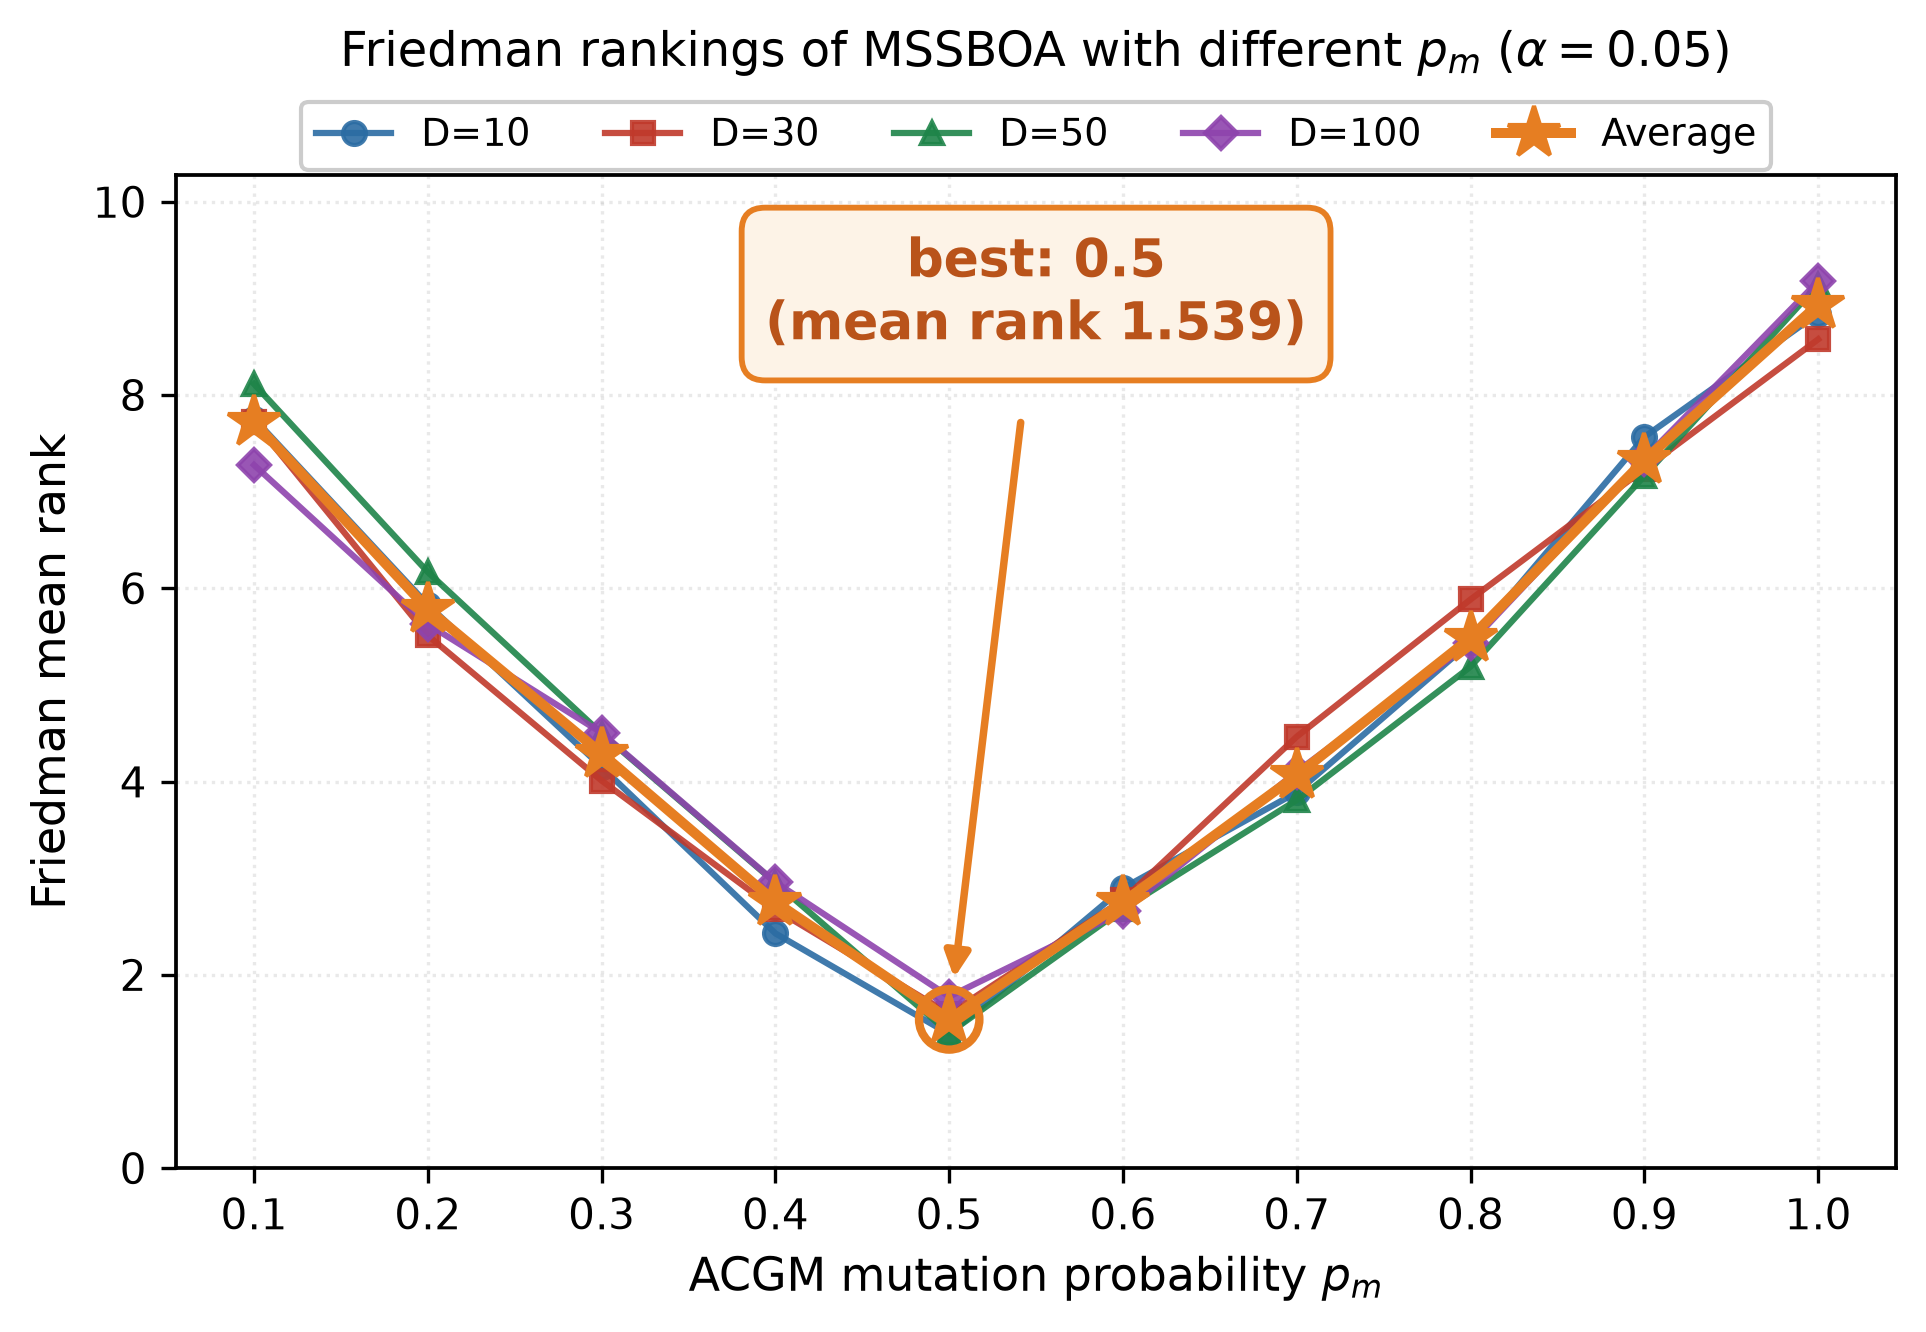 Friedman rankings of MSSBOA with different pₘ (α = 0.05)
D=10 D=30 D=50 D=100 Average
best: 0.5
(mean rank 1.539)
Friedman mean rank
10
8
6
4
2
0
0.1 0.2 0.3 0.4 0.5 0.6 0.7 0.8 0.9 1.0
ACGM mutation probability pₘ